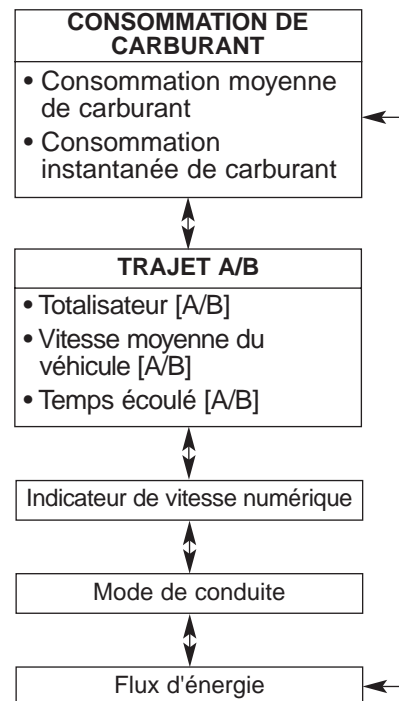 CONSOMMATION DE
CARBURANT
• Consommation moyenne
de carburant
• Consommation
instantanée de carburant
TRAJET A/B
• Totalisateur [A/B]
• Vitesse moyenne du
véhicule [A/B]
• Temps écoulé [A/B]
Indicateur de vitesse numérique
Mode de conduite
Flux d'énergie